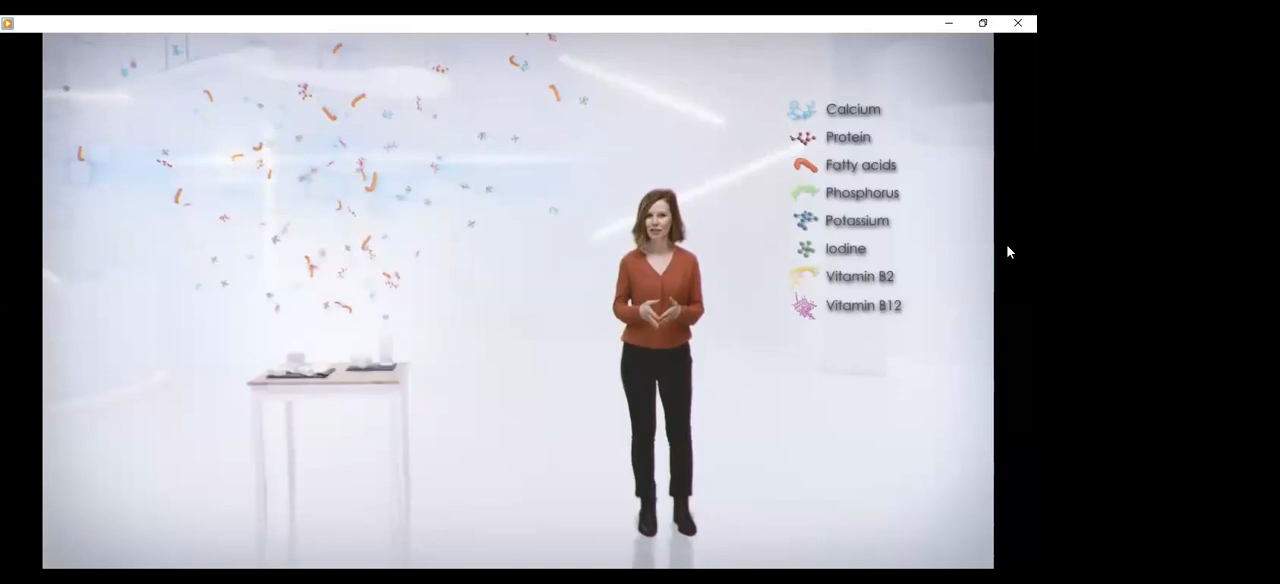 Calcium
Protein
Fatty acids
Phosphorus
Potassium
Iodine
Vitamin B2
Vitamin B12